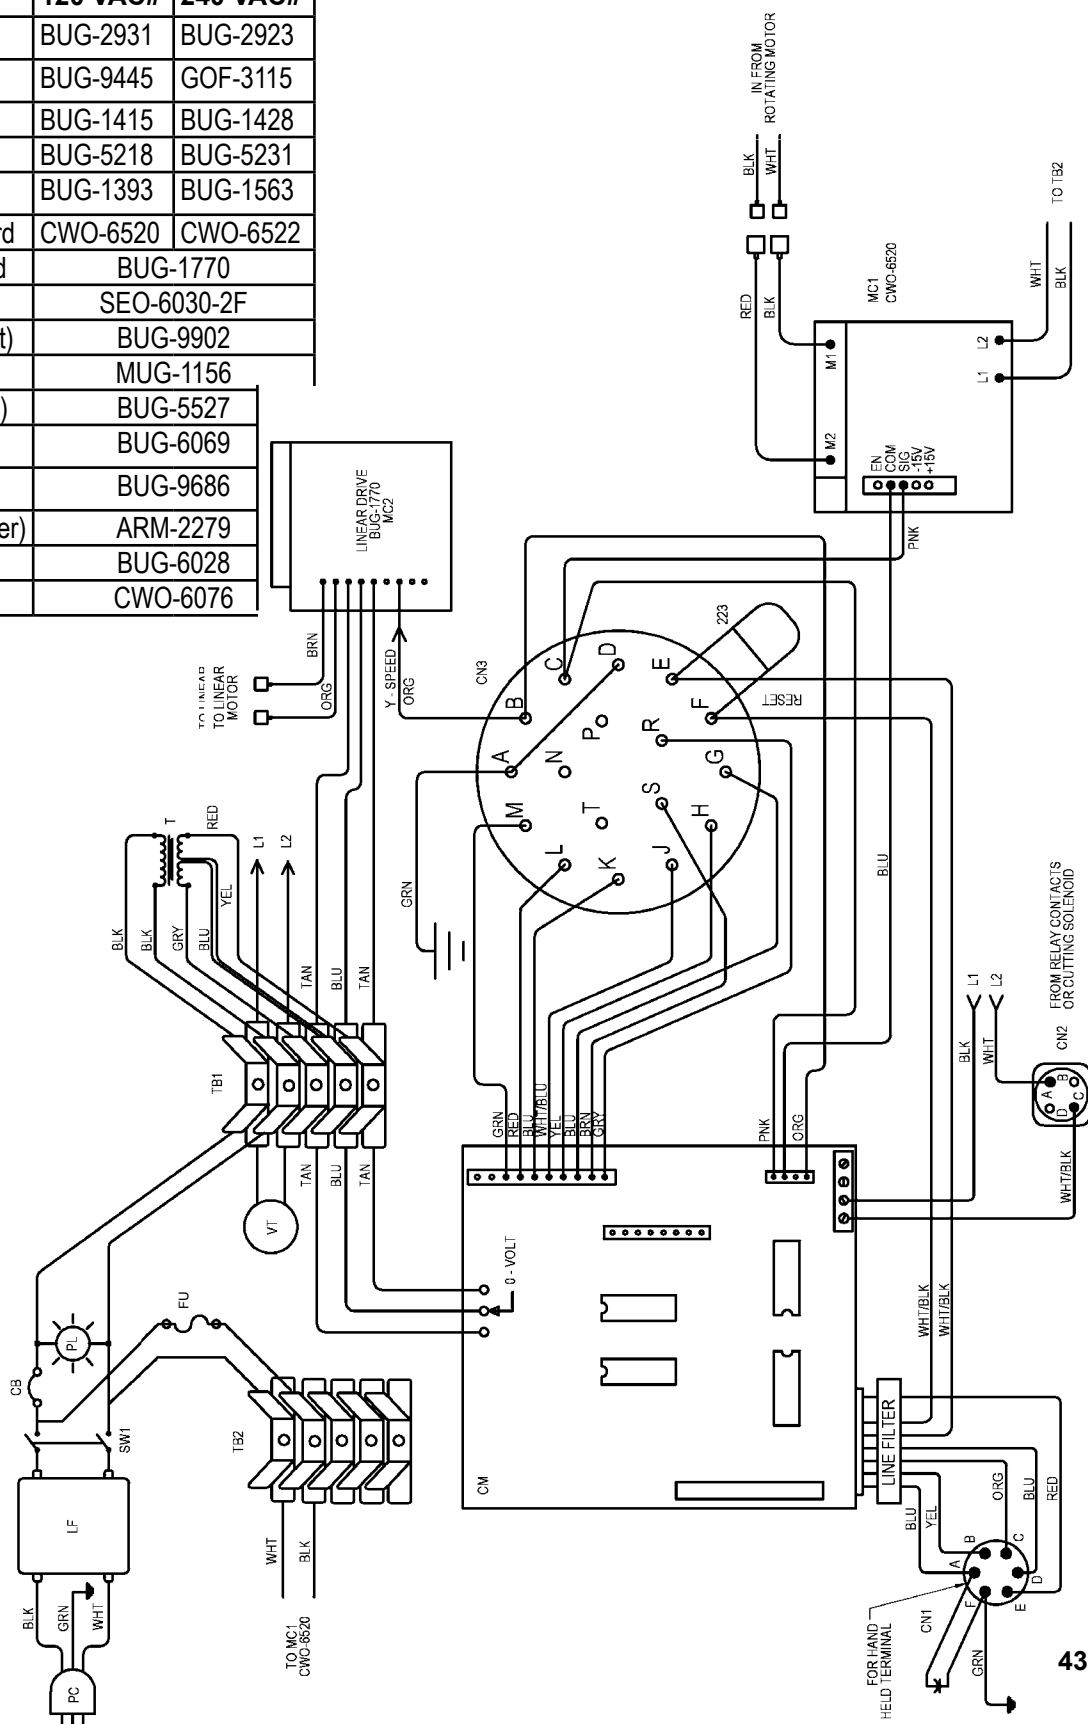 BUG-2931 BUG-2923
BUG-9445 GOF-3115
BUG-1415 BUG-1428
BUG-5218 BUG-5231
BUG-1393 BUG-1563
rd CWO-6520 CWO-6522
d BUG-1770
SEO-6030-2F
t) BUG-9902
MUG-1156
) BUG-5527
BUG-6069
BUG-9686
er) ARM-2279
BUG-6028
CWO-6076
IN FROM
ROTATING MOTOR
BLK
WHT
RED
BLK
MC1
CWO-6520
TO TB2
WHT
BLK
M1
M2
L2
L1
EN
COM
SIG
-15V
+15V
PNK
LINEAR DRIVE
BUG-1770
MC2
BRN
ORG
TO LINEAR
MOTOR
Y - SPEED
ORG
CN3
A
B
C
D
E
F
G
H
J
K
L
M
N
P
R
S
T
223
RESET
BLU
GRN
T
RED
L1
L2
BLK
BLK
GRY
BLU
YEL
TAN
BLU
TAN
TB1
TAN
BLU
TAN
VT
GRN
RED
BLU
WHT/BLU
YEL
BLU
BRN
GRY
PNK
ORG
0 - VOLT
CM
FROM RELAY CONTACTS
OR CUTTING SOLENOID
L1
L2
BLK
WHT
CN2
A
B
C
D
WHT/BLK
WHT/BLK
WHT/BLK
LINE FILTER
BLU
YEL
ORG
BLU
RED
A
B
C
D
E
F
CN1
FOR HAND
HELD TERMINAL
GRN
PL
CB
FU
SW1
TB2
LF
BLK
GRN
WHT
PC
WHT
BLK
TO MC1
CWO-6520
43